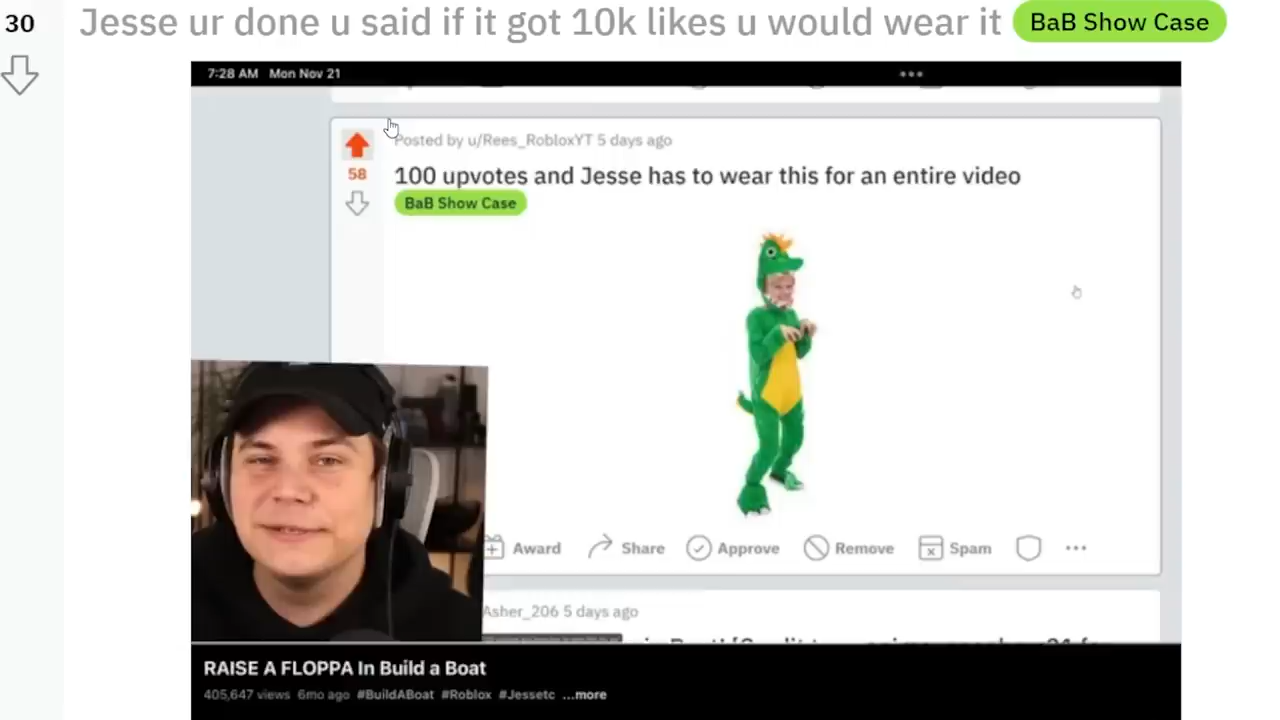 30
Jesse ur done u said if it got 10k likes u would wear it BaB Show Case
7:28 AM Mon Nov 21
Posted by u/Rees_RobloxYT 5 days ago
58
100 upvotes and Jesse has to wear this for an entire video
BaB Show Case
Award Share Approve Remove Spam
Asher_206 5 days ago
RAISE A FLOPPA In Build a Boat
405,647 views 6mo ago #BuildABoat #Roblox #Jessetc ...more